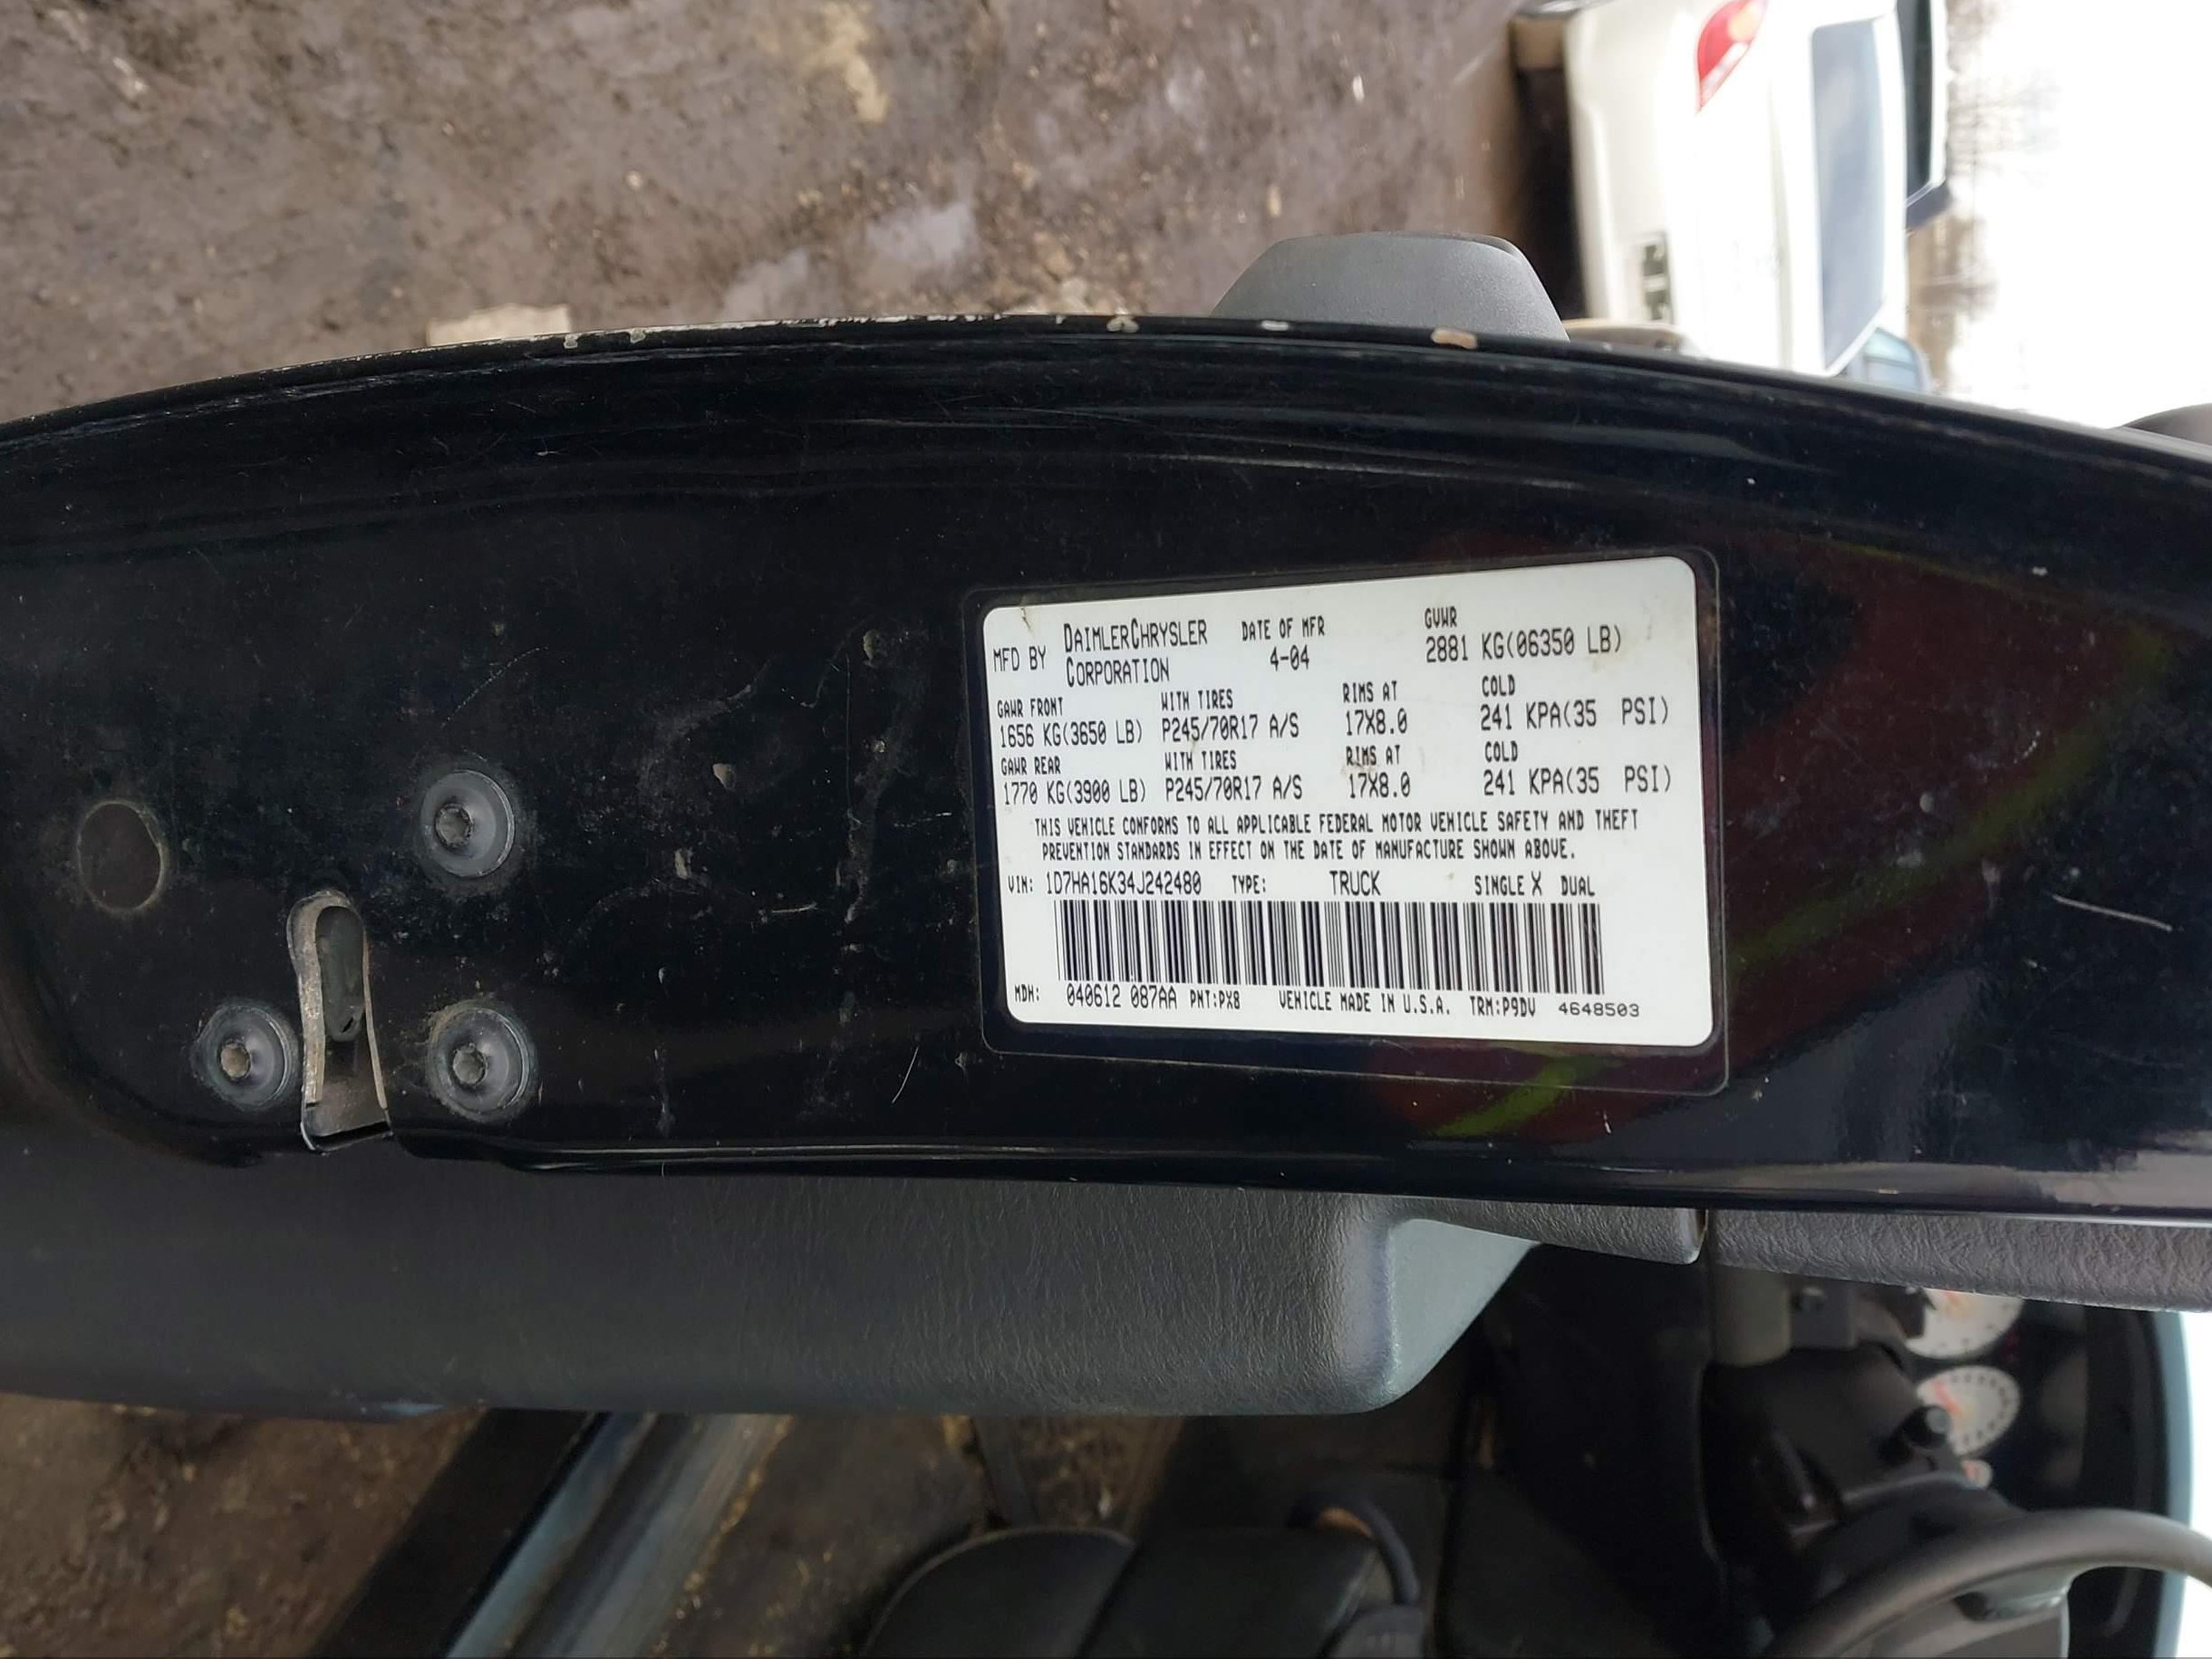 MFD BY DAIMLERCHRYSLER CORPORATION DATE OF MFR 4-04 GVWR 2881 KG(06350 LB)
GAWR FRONT WITH TIRES RIMS AT COLD
1656 KG(3650 LB) P245/70R17 A/S 17X8.0 241 KPA(35 PSI)
GAWR REAR WITH TIRES RIMS AT COLD
1770 KG(3900 LB) P245/70R17 A/S 17X8.0 241 KPA(35 PSI)
THIS VEHICLE CONFORMS TO ALL APPLICABLE FEDERAL MOTOR VEHICLE SAFETY AND THEFT
PREVENTION STANDARDS IN EFFECT ON THE DATE OF MANUFACTURE SHOWN ABOVE.
VIN: 1D7HA16K34J242480 TYPE: TRUCK SINGLE X DUAL
MDH: 040612 087AA PNT:PX8 VEHICLE MADE IN U.S.A. TRM:P9DV 4648503